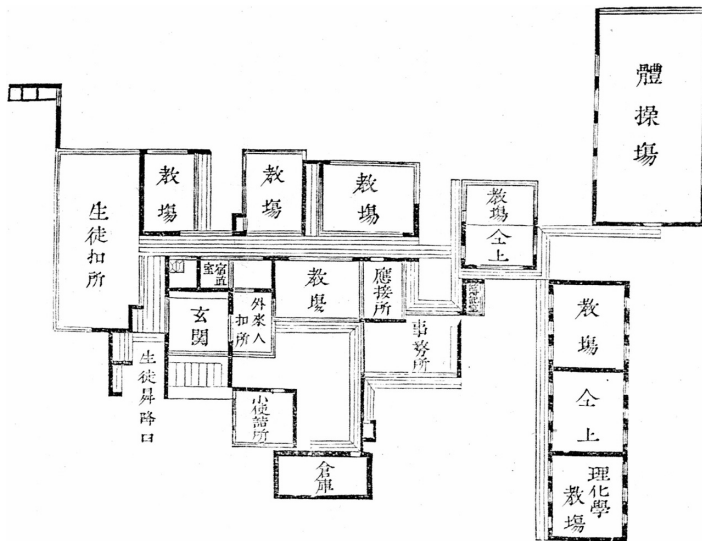 體操場
教場
教場
教場
教場
仝上
生徒扣所
宿直室
教場
應接所
玄関
外來人扣所
事務所
教場
生徒昇降口
仝上
小使詰所
倉庫
理化學教場